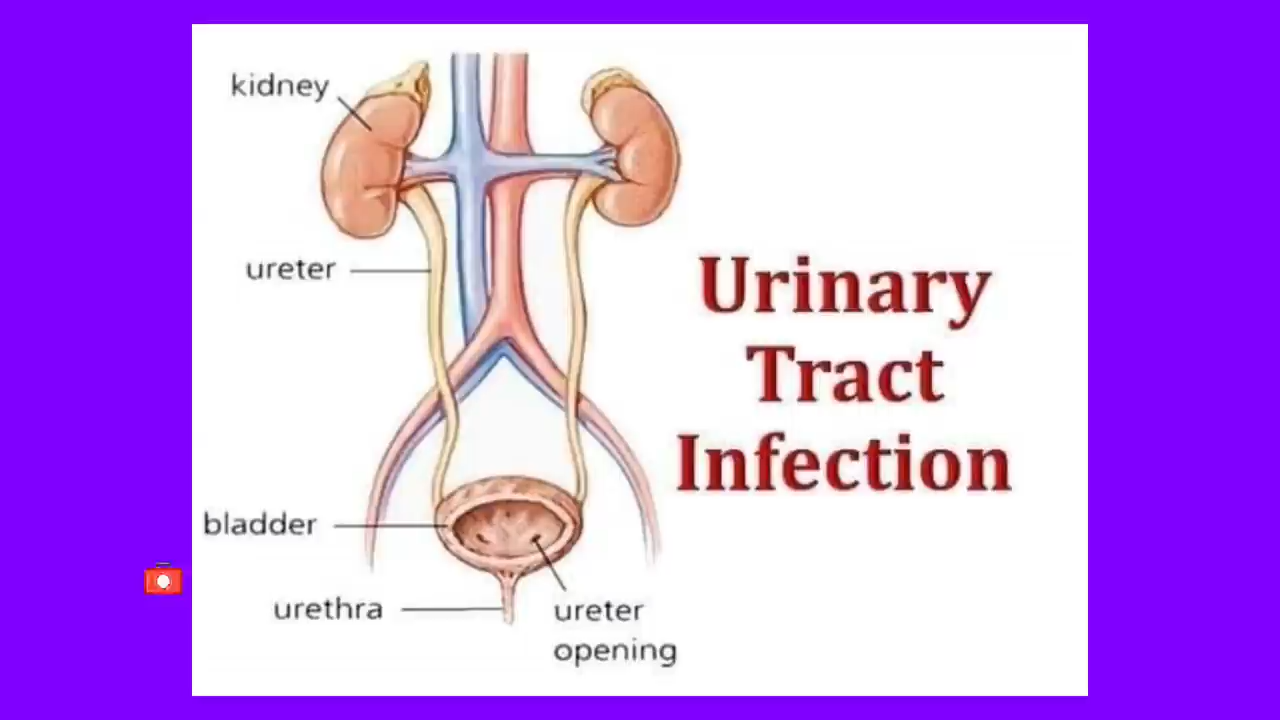 kidney
ureter
Urinary
Tract
Infection
bladder
urethra
ureter
opening